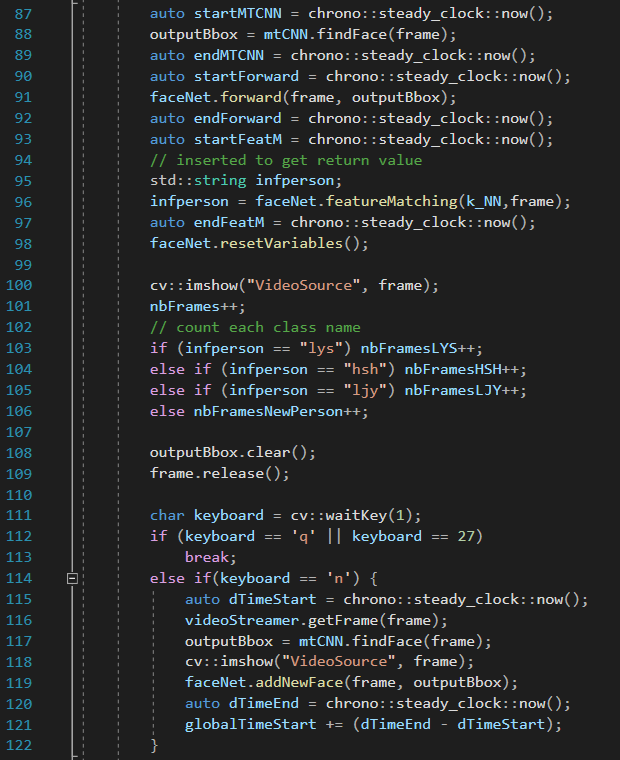 87 auto startMTCNN = chrono::steady_clock::now();
88 outputBbox = mtCNN.findFace(frame);
89 auto endMTCNN = chrono::steady_clock::now();
90 auto startForward = chrono::steady_clock::now();
91 faceNet.forward(frame, outputBbox);
92 auto endForward = chrono::steady_clock::now();
93 auto startFeatM = chrono::steady_clock::now();
94 // inserted to get return value
95 std::string infperson;
96 infperson = faceNet.featureMatching(k_NN,frame);
97 auto endFeatM = chrono::steady_clock::now();
98 faceNet.resetVariables();
99
100 cv::imshow("VideoSource", frame);
101 nbFrames++;
102 // count each class name
103 if (infperson == "lys") nbFramesLYS++;
104 else if (infperson == "hsh") nbFramesHSH++;
105 else if (infperson == "ljy") nbFramesLJY++;
106 else nbFramesNewPerson++;
107
108 outputBbox.clear();
109 frame.release();
110
111 char keyboard = cv::waitKey(1);
112 if (keyboard == 'q' || keyboard == 27)
113 break;
114 else if(keyboard == 'n') {
115 auto dTimeStart = chrono::steady_clock::now();
116 videoStreamer.getFrame(frame);
117 outputBbox = mtCNN.findFace(frame);
118 cv::imshow("VideoSource", frame);
119 faceNet.addNewFace(frame, outputBbox);
120 auto dTimeEnd = chrono::steady_clock::now();
121 globalTimeStart += (dTimeEnd - dTimeStart);
122 }